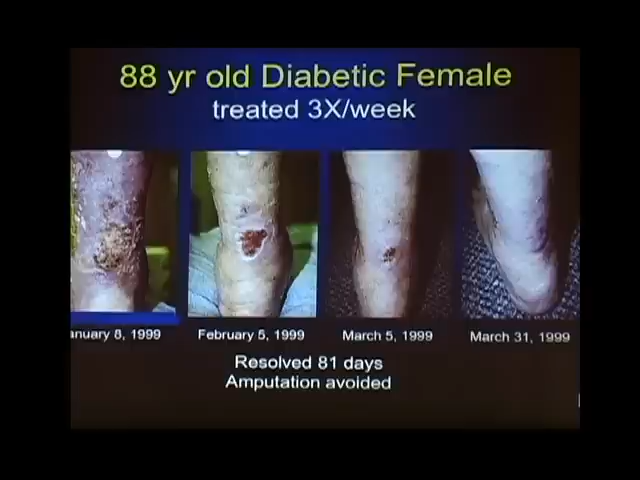 88 yr old Diabetic Female
treated 3X/week
anuary 8, 1999
February 5, 1999
March 5, 1999
March 31, 1999
Resolved 81 days
Amputation avoided